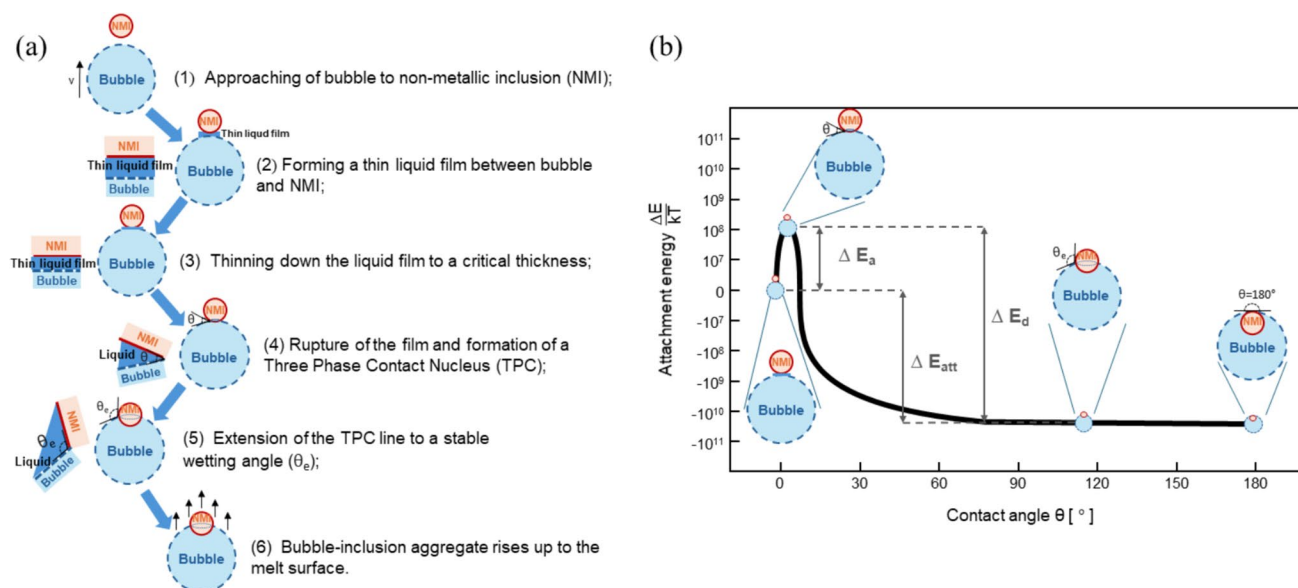 (a)
NMI
Bubble
v
(1) Approaching of bubble to non-metallic inclusion (NMI);
NMI
Thin liqud film
NMI
Thin liquid film
Bubble
Bubble
(2) Forming a thin liquid film between bubble
and NMI;
NMI
NMI
Thin liquid film
Bubble
Bubble
(3) Thinning down the liquid film to a critical thickness;
NMI
θ
NMI
Liquid
θ
Bubble
Bubble
(4) Rupture of the film and formation of a
Three Phase Contact Nucleus (TPC);
θe
NMI
NMI
θe
Liquid
Bubble
Bubble
(5) Extension of the TPC line to a stable
wetting angle (θe);
NMI
Bubble
(6) Bubble-inclusion aggregate rises up to the
melt surface.
(b)
Attachment energy ΔE/kT
10¹¹
10¹⁰
10⁹
10⁸
10⁷
0
-10⁷
-10⁸
-10⁹
-10¹⁰
-10¹¹
NMI
θ
Bubble
Δ Ea
Δ Ed
Δ Eatt
NMI
Bubble
θe
NMI
Bubble
θ=180°
NMI
Bubble
0 30 60 90 120 150 180
Contact angle θ [ ° ]